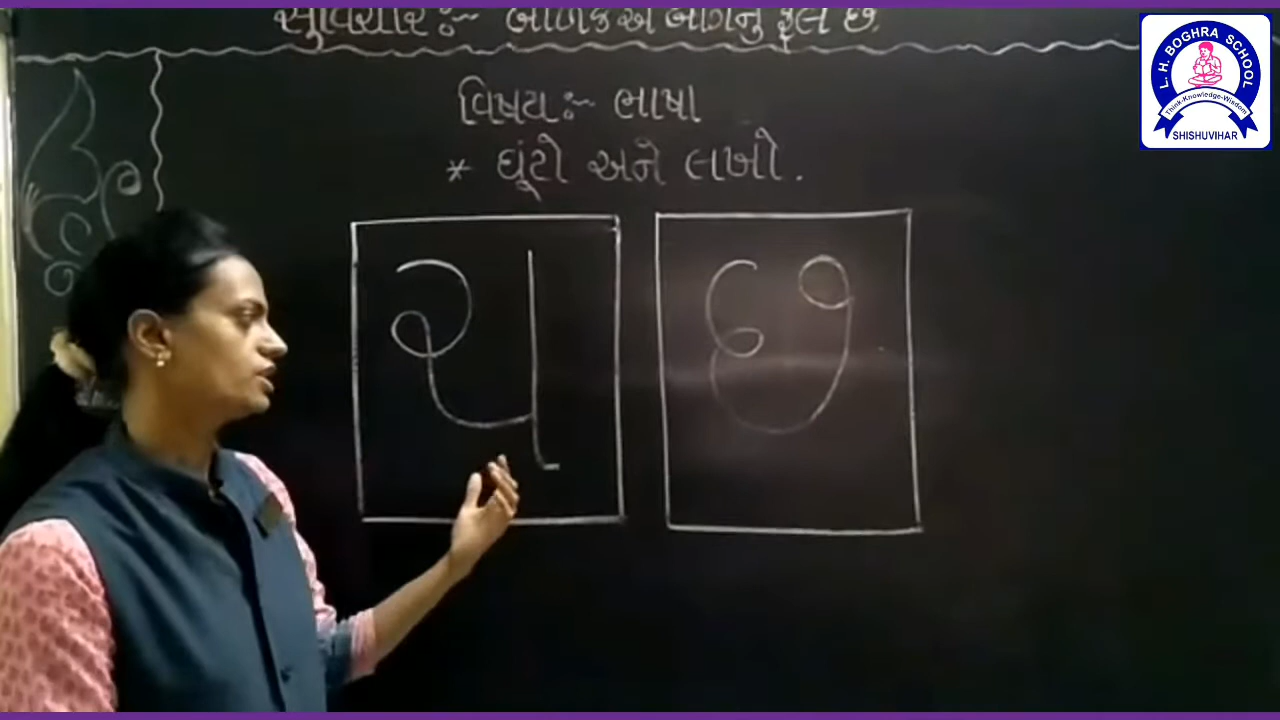 સુવિચાર :~ બાળક એ બાગનુ ફૂલ છે.
વિષય :~ ભાષા
* ઘૂંટો અને લખો.
ય છ
L. H. BOGHRA SCHOOL
Think-Knowledge-Wisdom
SHISHUVIHAR